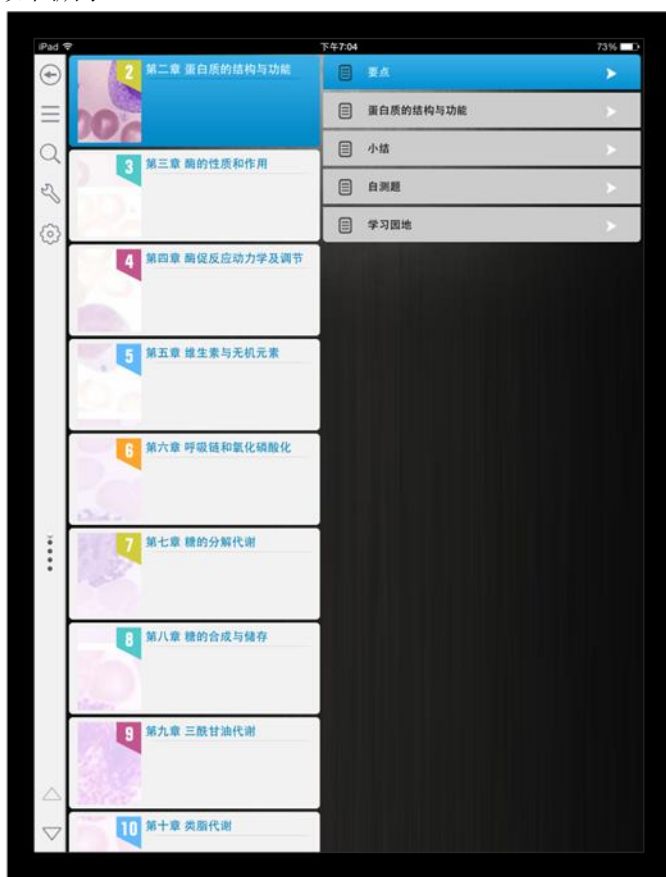 iPad 下午7:04 73%
2 第二章 蛋白质的结构与功能
3 第三章 酶的性质和作用
4 第四章 酶促反应动力学及调节
5 第五章 维生素与无机元素
6 第六章 呼吸链和氧化磷酸化
7 第七章 糖的分解代谢
8 第八章 糖的合成与储存
9 第九章 三酰甘油代谢
10 第十章 类脂代谢
要点
蛋白质的结构与功能
小结
自测题
学习园地